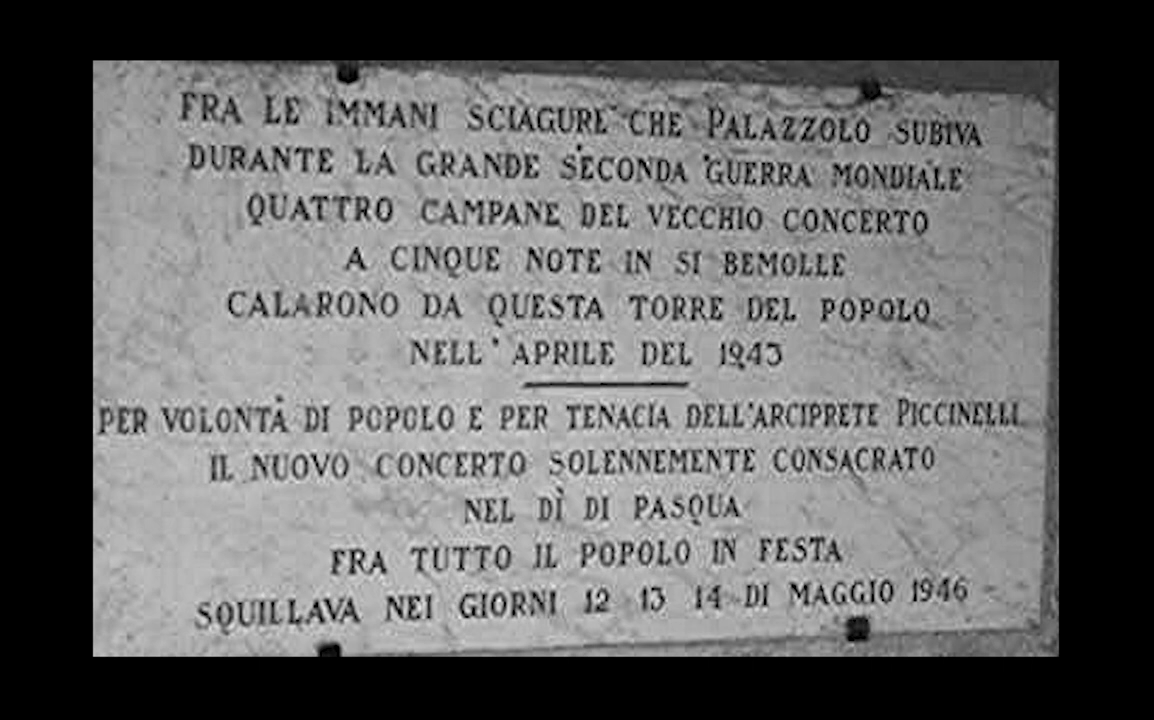 FRA LE IMMANI SCIAGURE CHE PALAZZOLO SUBIVA
DURANTE LA GRANDE SECONDA GUERRA MONDIALE
QUATTRO CAMPANE DEL VECCHIO CONCERTO
A CINQUE NOTE IN SI BEMOLLE
CALARONO DA QUESTA TORRE DEL POPOLO
NELL' APRILE DEL 1943
PER VOLONTÀ DI POPOLO E PER TENACIA DELL'ARCIPRETE PICCINELLI
IL NUOVO CONCERTO SOLENNEMENTE CONSACRATO
NEL DÌ DI PASQUA
FRA TUTTO IL POPOLO IN FESTA
SQUILLAVA NEI GIORNI 12 13 14 DI MAGGIO 1946